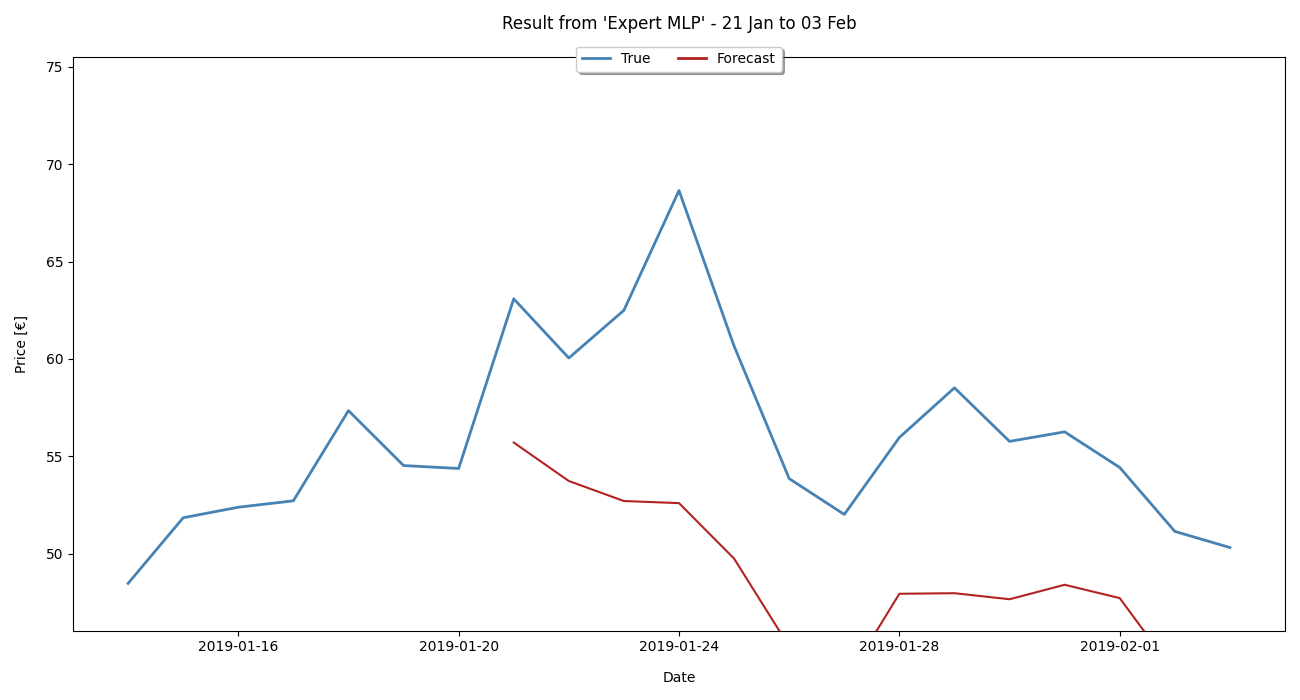 Result from 'Expert MLP' - 21 Jan to 03 Feb
True Forecast
75
70
65
60
55
50
Price [€]
2019-01-16 2019-01-20 2019-01-24 2019-01-28 2019-02-01
Date